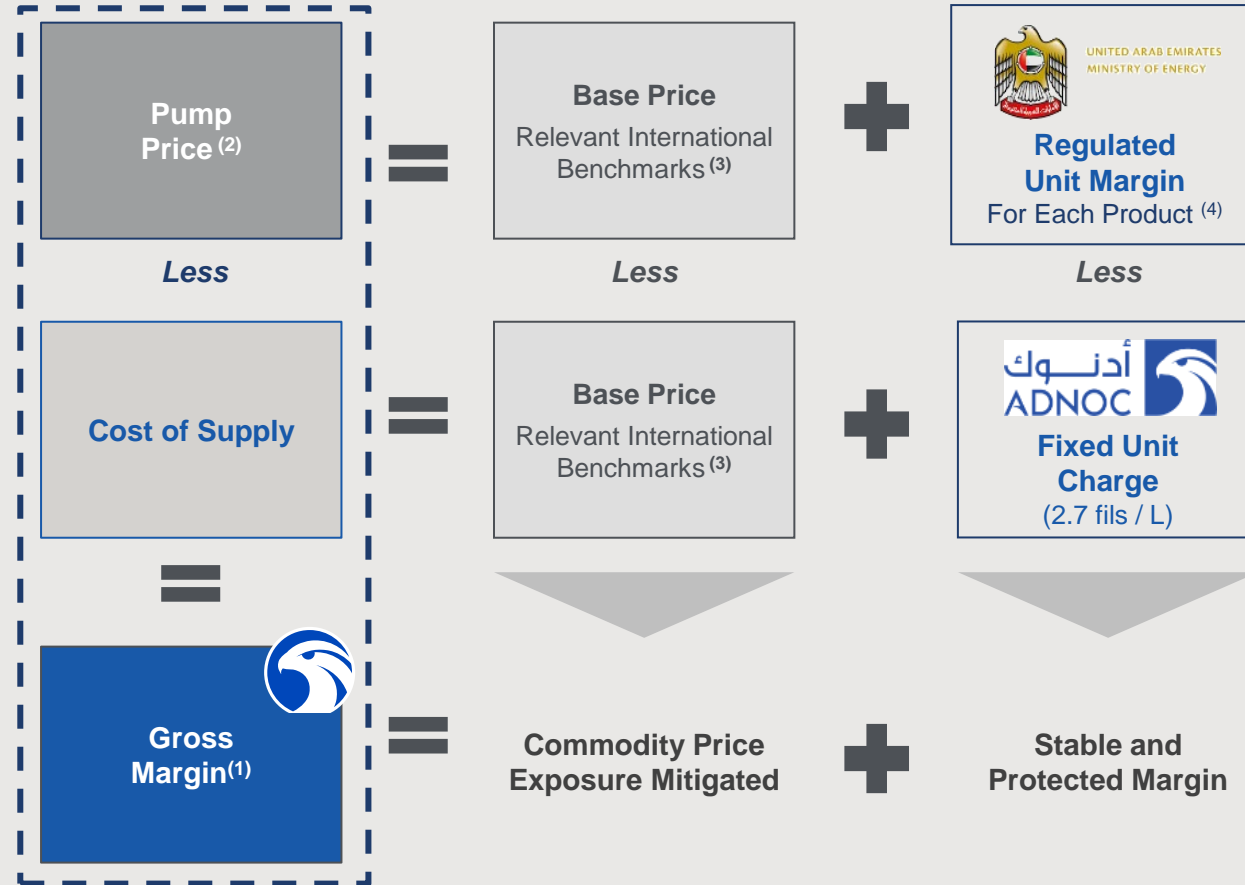 Pump
Price (2)
Base Price
Relevant International
Benchmarks (3)
UNITED ARAB EMIRATES
MINISTRY OF ENERGY
Regulated
Unit Margin
For Each Product (4)
Less
Less
Less
Cost of Supply
Base Price
Relevant International
Benchmarks (3)
أدنوك
ADNOC
Fixed Unit
Charge
(2.7 fils / L)
Gross
Margin(1)
Commodity Price
Exposure Mitigated
Stable and
Protected Margin